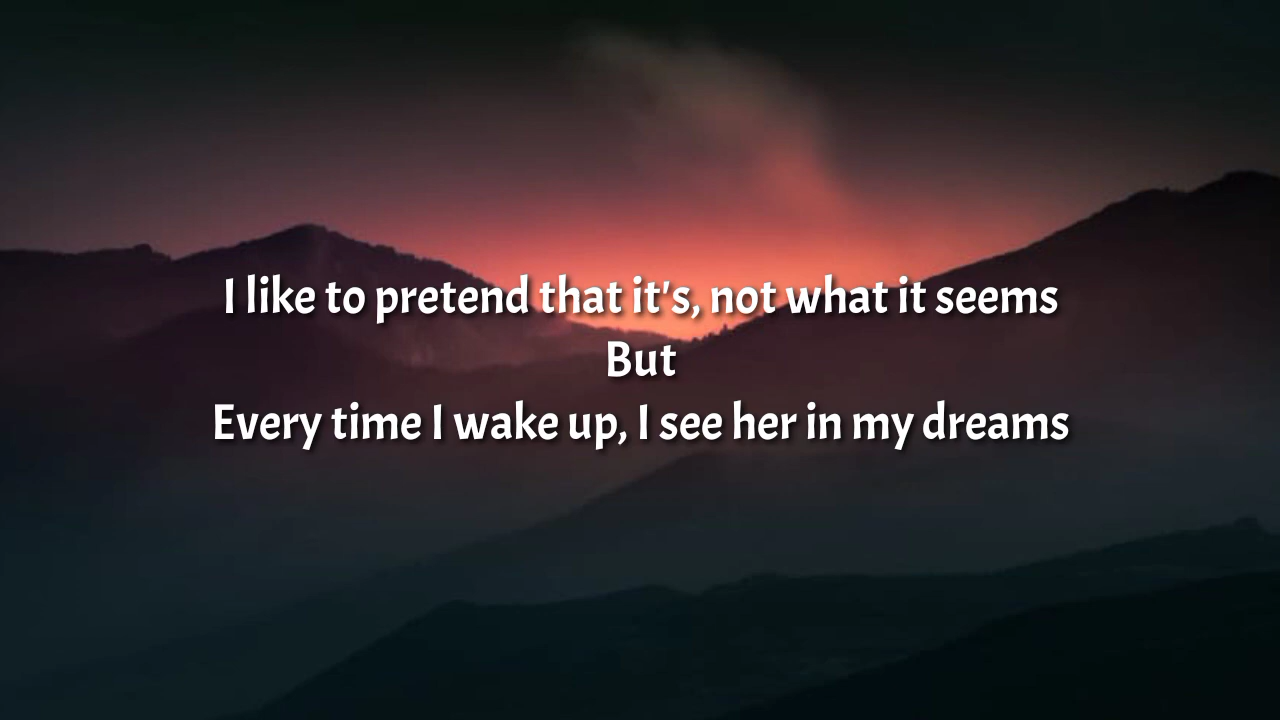 I like to pretend that it's, not what it seems
But
Every time I wake up, I see her in my dreams